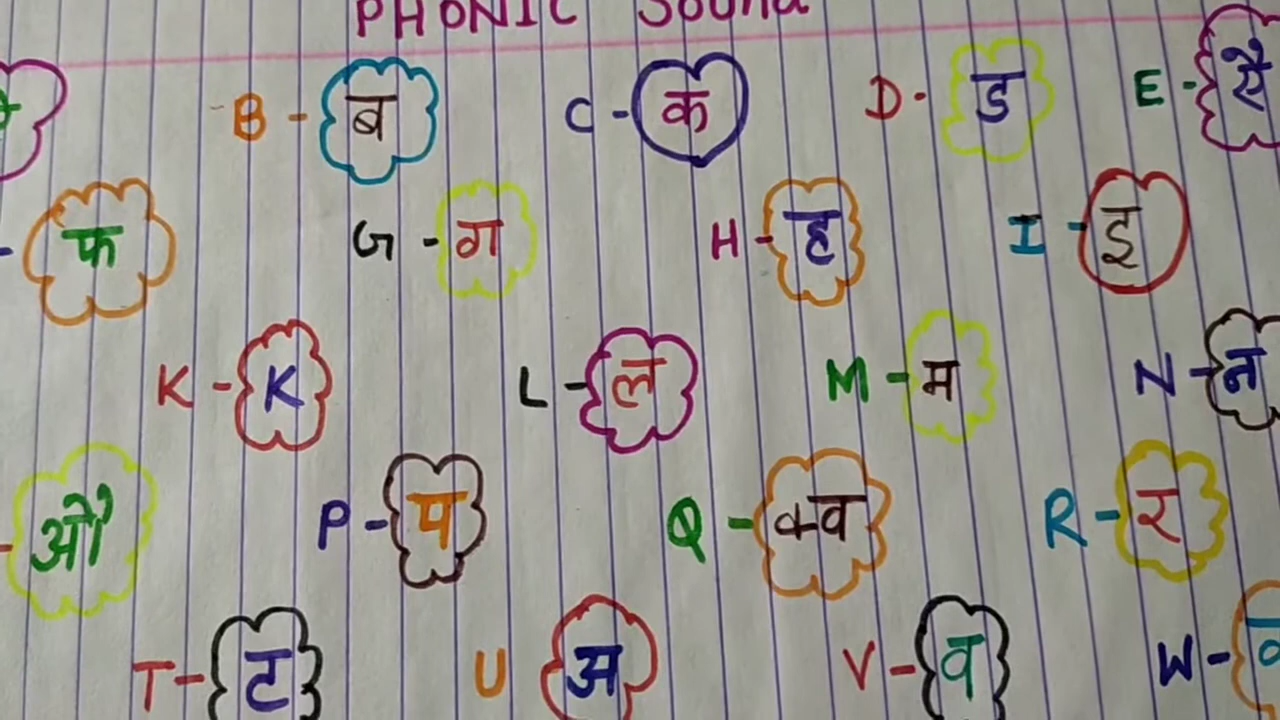 PHONIC Sound
B - ब C - क D - ड E - ऐ
- फ G - ग H - ह I - इ
K - K L - ल M - म N - न
- औ P - प Q - क्व R - र
T - ट U अ V - व W -